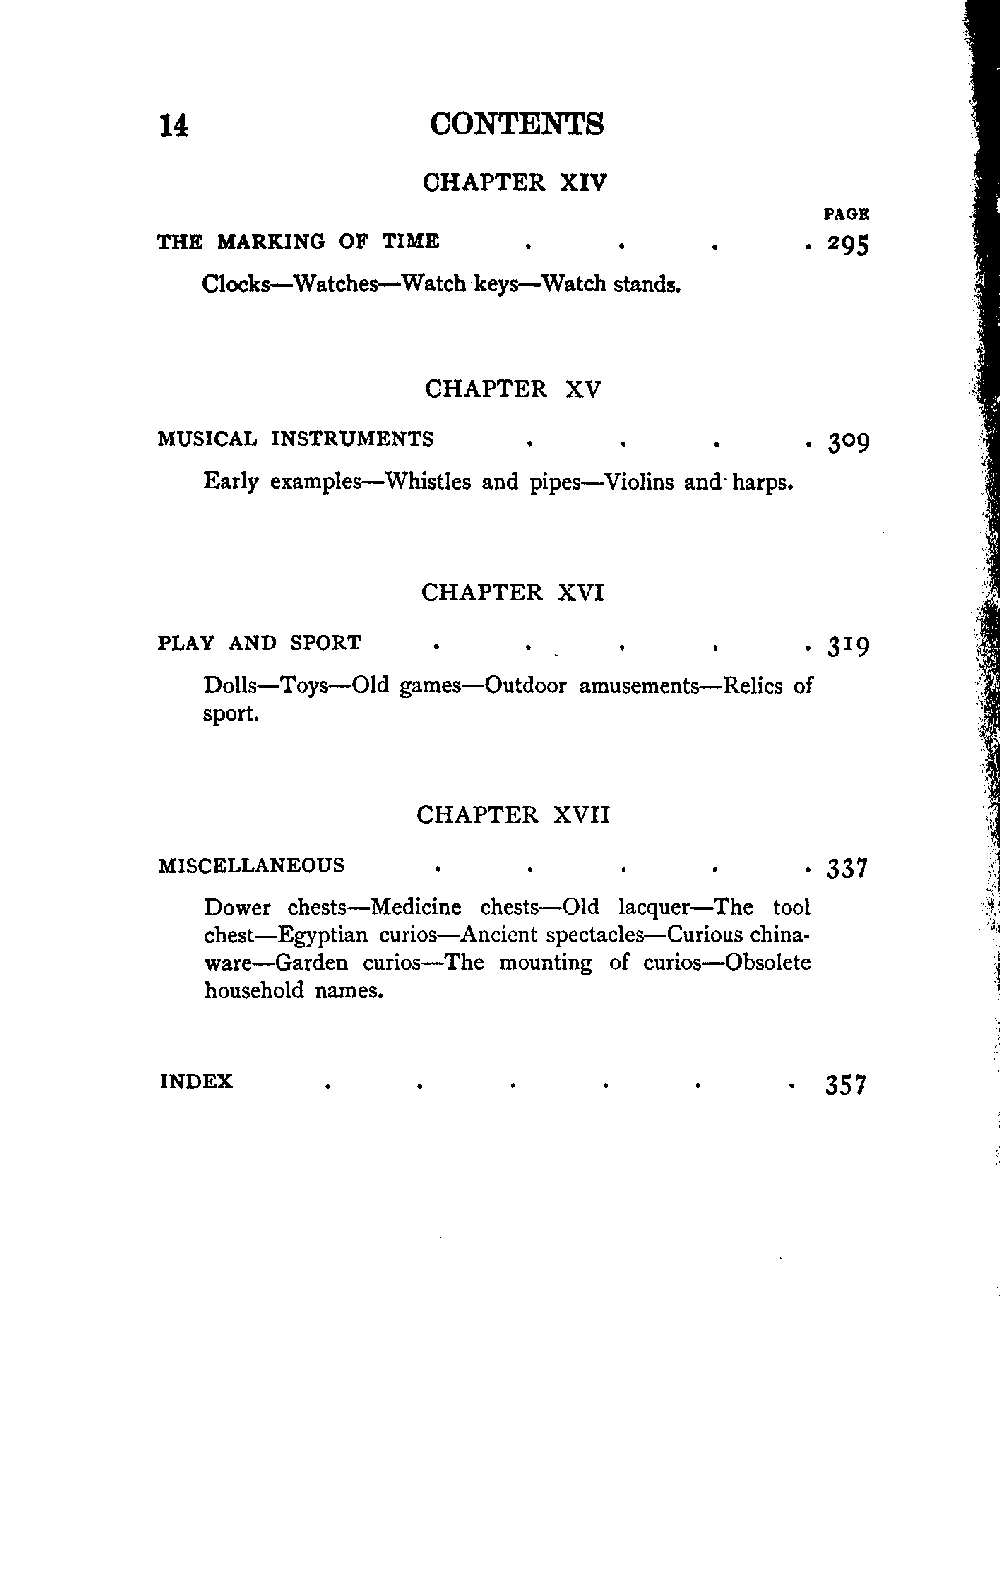 14 CONTENTS
CHAPTER XIV
PAGE
THE MARKING OF TIME . . . . 295
Clocks—Watches—Watch keys—Watch stands.
CHAPTER XV
MUSICAL INSTRUMENTS . . . . 309
Early examples—Whistles and pipes—Violins and harps.
CHAPTER XVI
PLAY AND SPORT . . . . . 319
Dolls—Toys—Old games—Outdoor amusements—Relics of
sport.
CHAPTER XVII
MISCELLANEOUS . . . . . 337
Dower chests—Medicine chests—Old lacquer—The tool
chest—Egyptian curios—Ancient spectacles—Curious china-
ware—Garden curios—The mounting of curios—Obsolete
household names.
INDEX . . . . . . 357